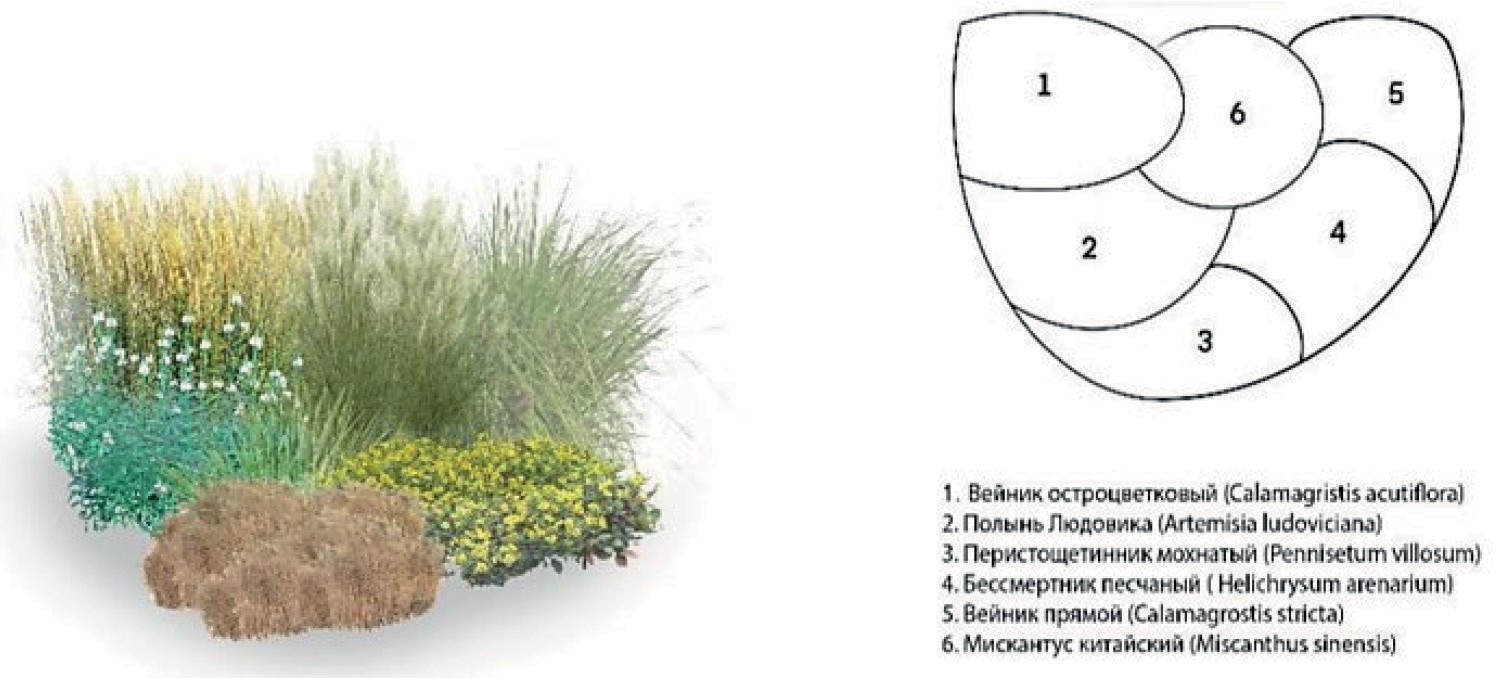 1
6
5
2
4
3
1. Вейник остроцветковый (Calamagristis acutiflora)
2. Полынь Людовика (Artemisia ludoviciana)
3. Перистощетинник мохнатый (Pennisetum villosum)
4. Бессмертник песчаный ( Helichrysum arenarium)
5. Вейник прямой (Calamagrostis stricta)
6. Мискантус китайский (Miscanthus sinensis)